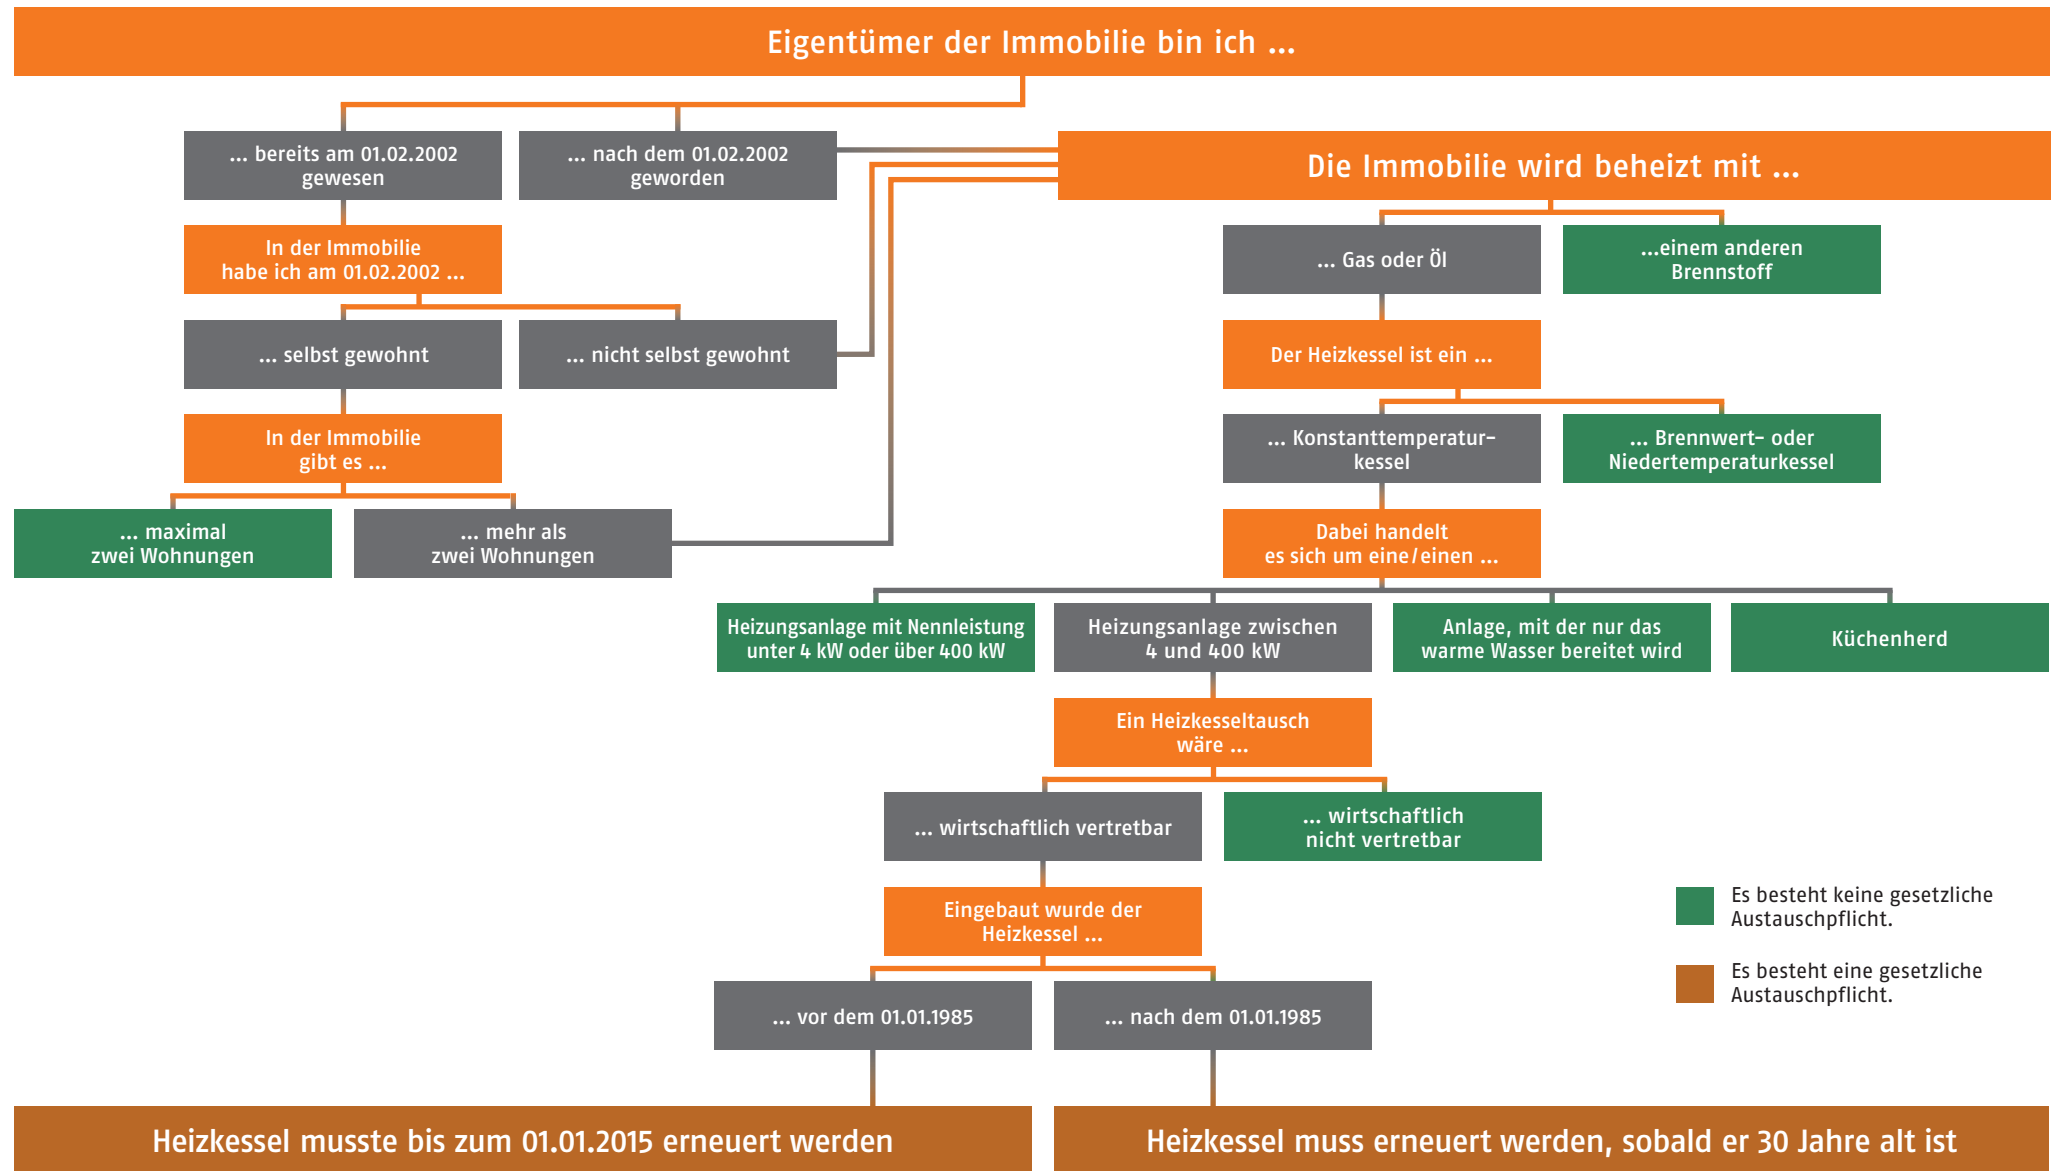 Eigentümer der Immobilie bin ich ...
... bereits am 01.02.2002
gewesen
... nach dem 01.02.2002
geworden
Die Immobilie wird beheizt mit ...
In der Immobilie
habe ich am 01.02.2002 ...
... Gas oder Öl
...einem anderen
Brennstoff
... selbst gewohnt
... nicht selbst gewohnt
Der Heizkessel ist ein ...
In der Immobilie
gibt es ...
... Konstanttemperatur-
kessel
... Brennwert- oder
Niedertemperaturkessel
... maximal
zwei Wohnungen
... mehr als
zwei Wohnungen
Dabei handelt
es sich um eine/einen ...
Heizungsanlage mit Nennleistung
unter 4 kW oder über 400 kW
Heizungsanlage zwischen
4 und 400 kW
Anlage, mit der nur das
warme Wasser bereitet wird
Küchenherd
Ein Heizkesseltausch
wäre ...
... wirtschaftlich vertretbar
... wirtschaftlich
nicht vertretbar
Eingebaut wurde der
Heizkessel ...
Es besteht keine gesetzliche
Austauschpflicht.
Es besteht eine gesetzliche
Austauschpflicht.
... vor dem 01.01.1985
... nach dem 01.01.1985
Heizkessel musste bis zum 01.01.2015 erneuert werden
Heizkessel muss erneuert werden, sobald er 30 Jahre alt ist